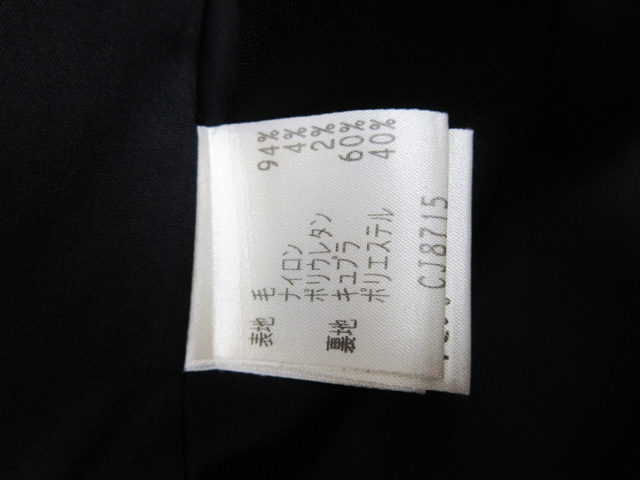 表地 毛 94%
ナイロン 4%
ポリウレタン 2%
裏地 キュプラ 60%
ポリエステル 40%
CJ8715